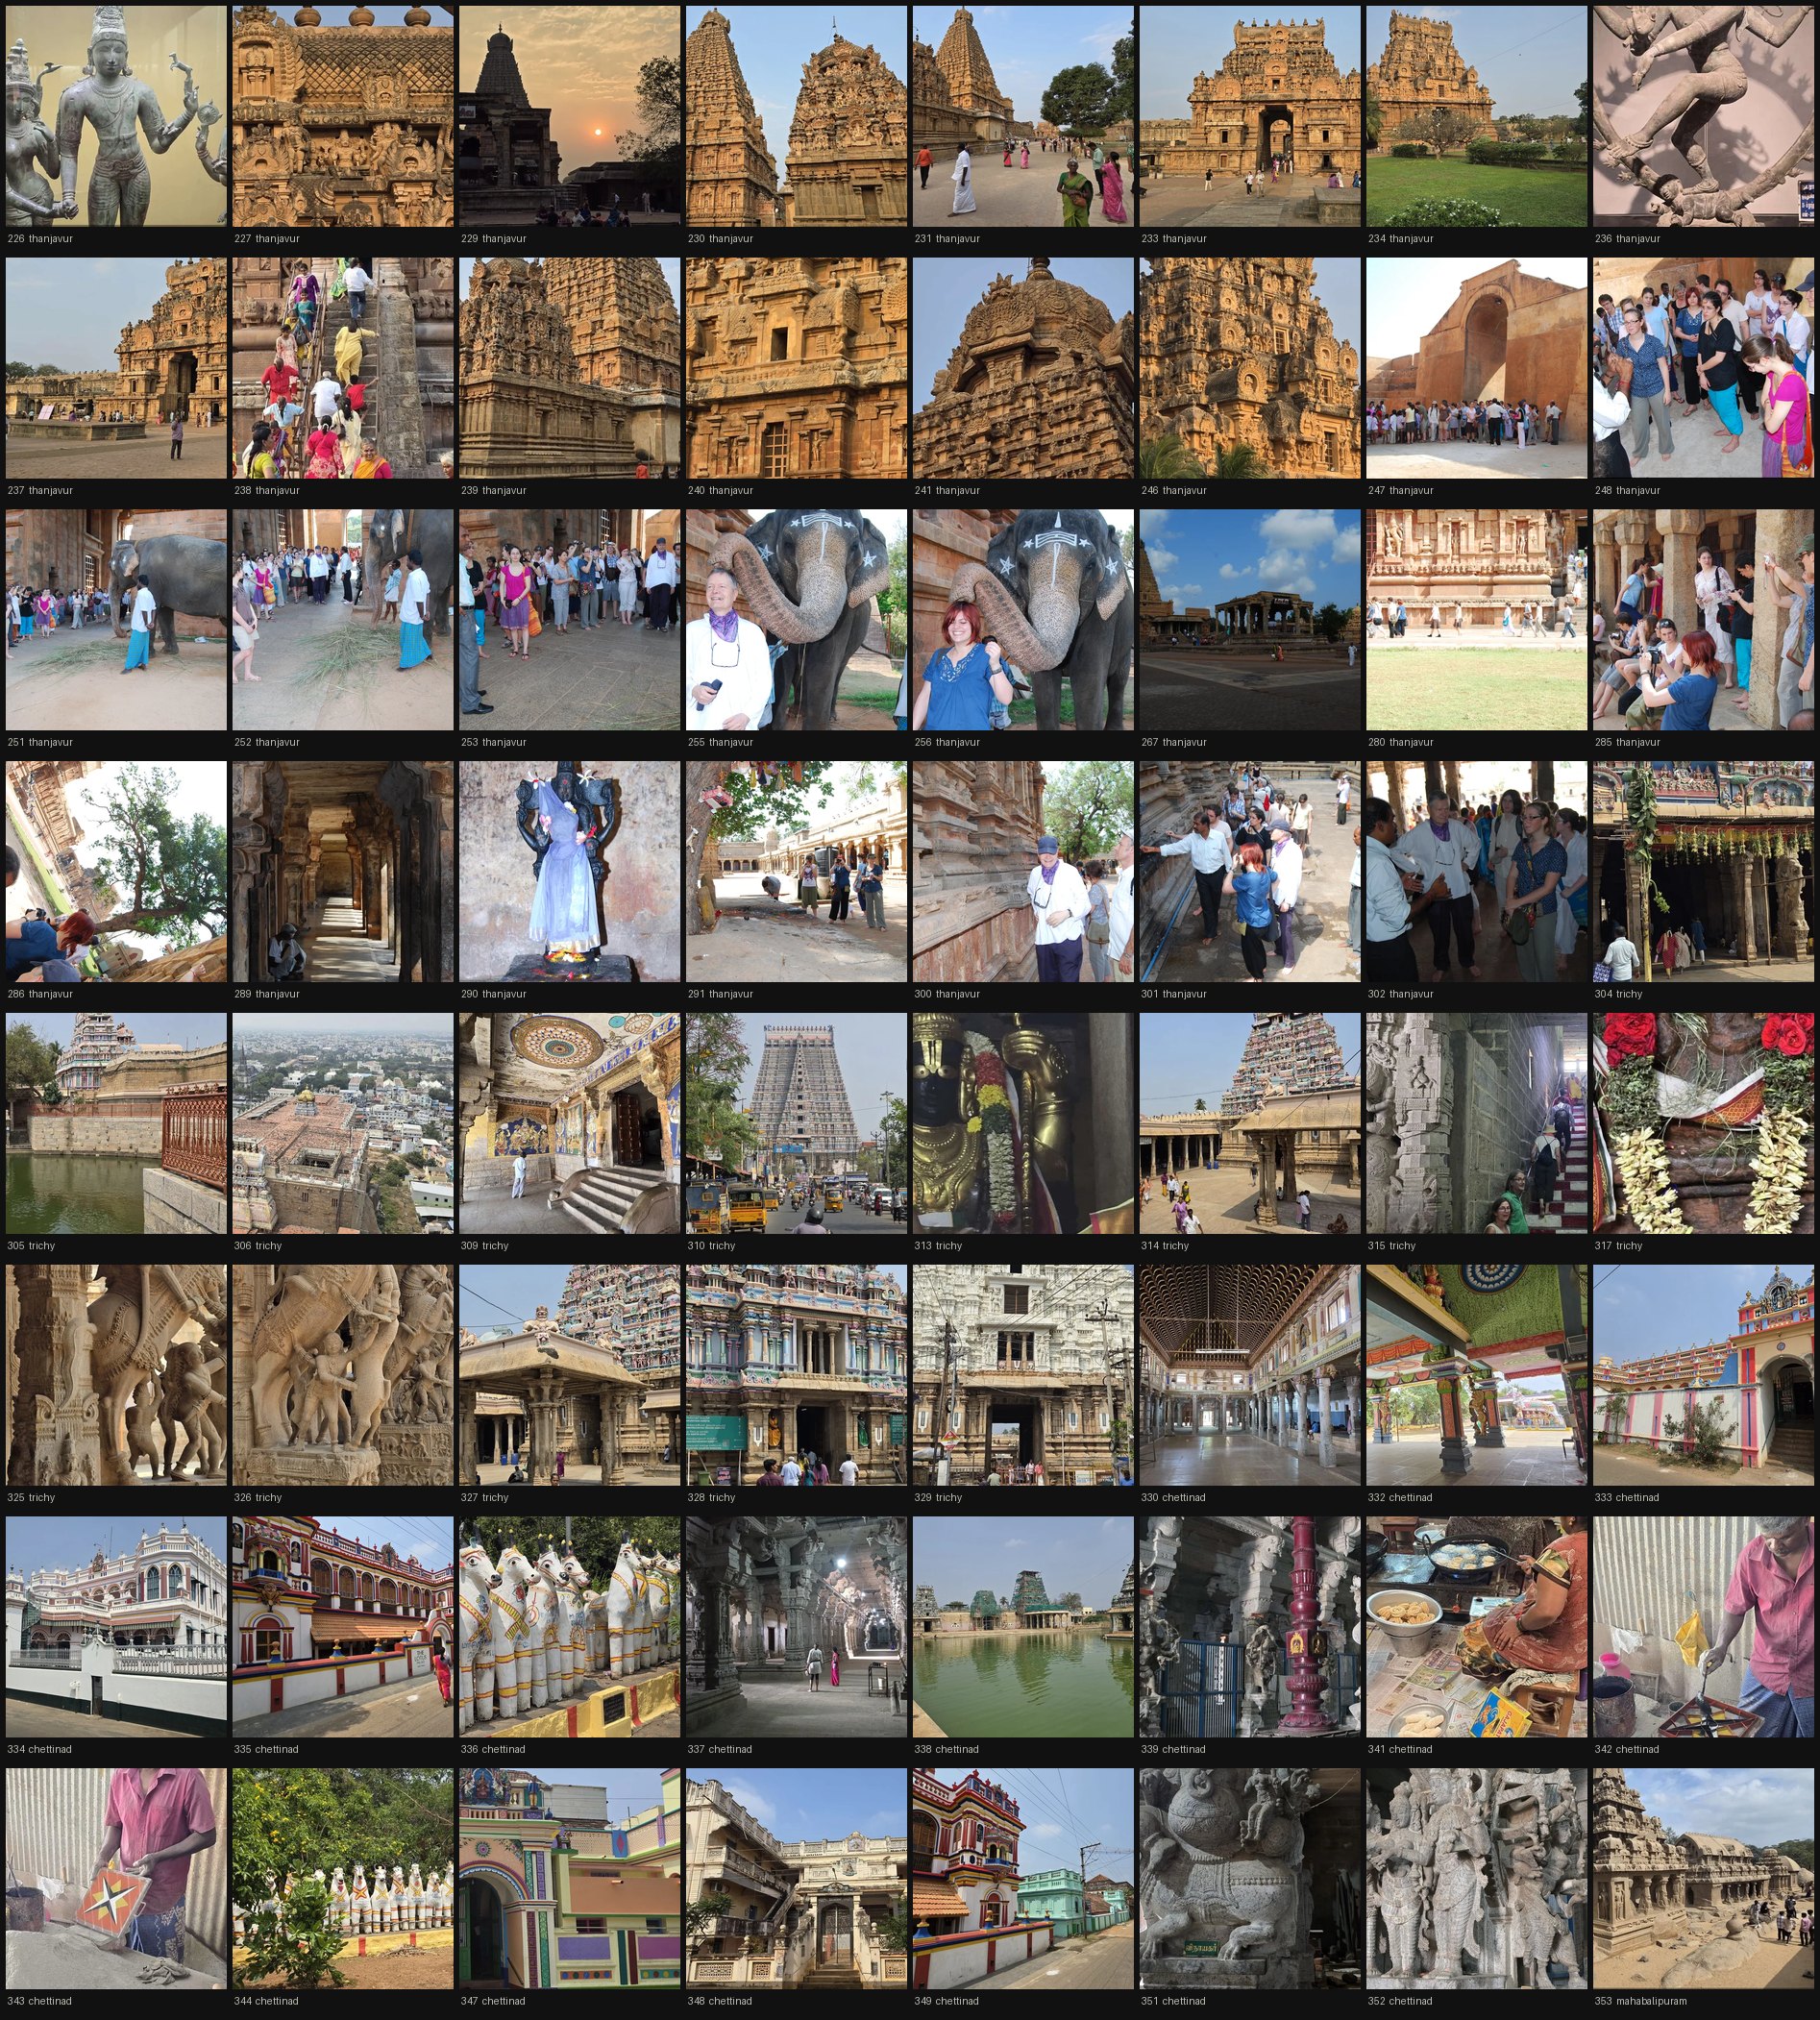 226 thanjavur
227 thanjavur
229 thanjavur
230 thanjavur
231 thanjavur
233 thanjavur
234 thanjavur
236 thanjavur
237 thanjavur
238 thanjavur
239 thanjavur
240 thanjavur
241 thanjavur
246 thanjavur
247 thanjavur
248 thanjavur
251 thanjavur
252 thanjavur
253 thanjavur
255 thanjavur
256 thanjavur
267 thanjavur
280 thanjavur
285 thanjavur
286 thanjavur
289 thanjavur
290 thanjavur
291 thanjavur
300 thanjavur
301 thanjavur
302 thanjavur
304 trichy
305 trichy
306 trichy
309 trichy
310 trichy
313 trichy
314 trichy
315 trichy
317 trichy
325 trichy
326 trichy
327 trichy
328 trichy
329 trichy
330 chettinad
332 chettinad
333 chettinad
334 chettinad
335 chettinad
336 chettinad
337 chettinad
338 chettinad
339 chettinad
341 chettinad
342 chettinad
343 chettinad
344 chettinad
347 chettinad
348 chettinad
349 chettinad
351 chettinad
352 chettinad
353 mahabalipuram